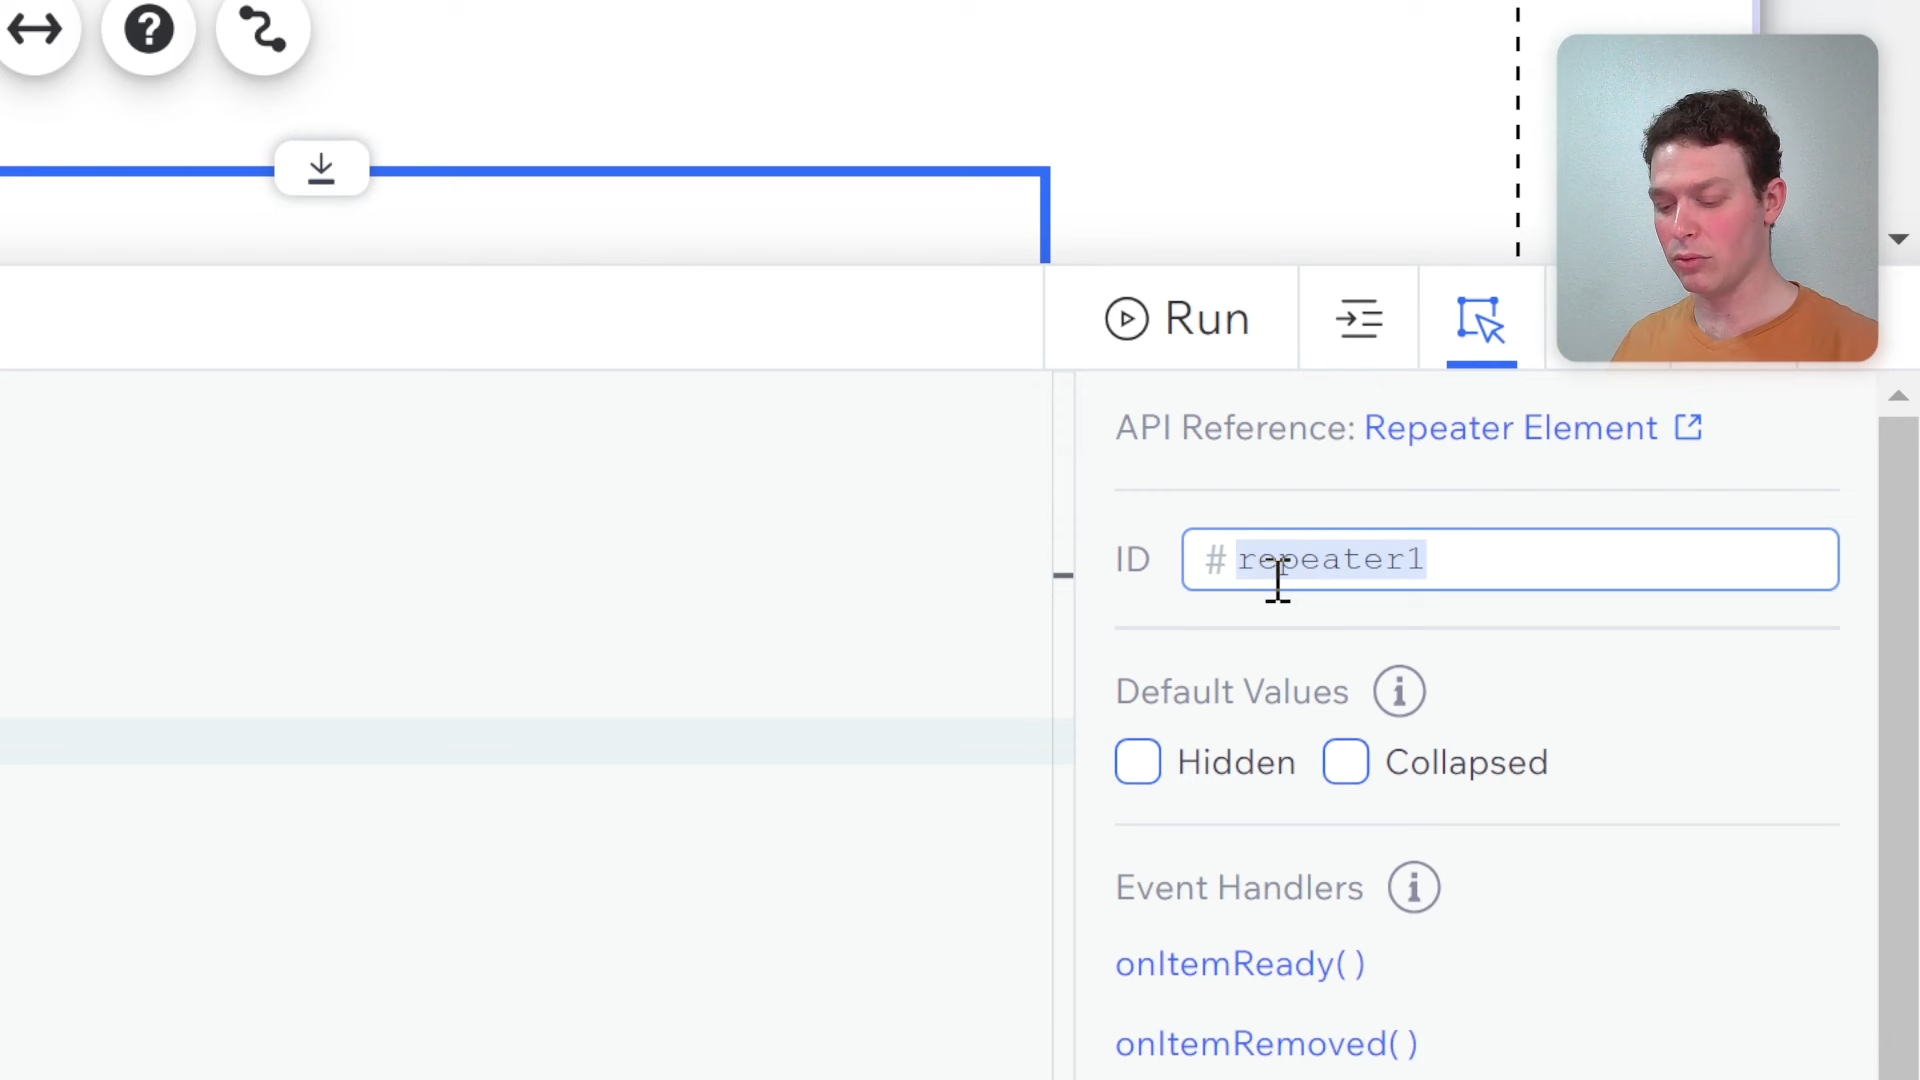 ?
Run
API Reference: Repeater Element
ID # repeater1
Default Values i
Hidden Collapsed
Event Handlers i
onItemReady( )
onItemRemoved( )